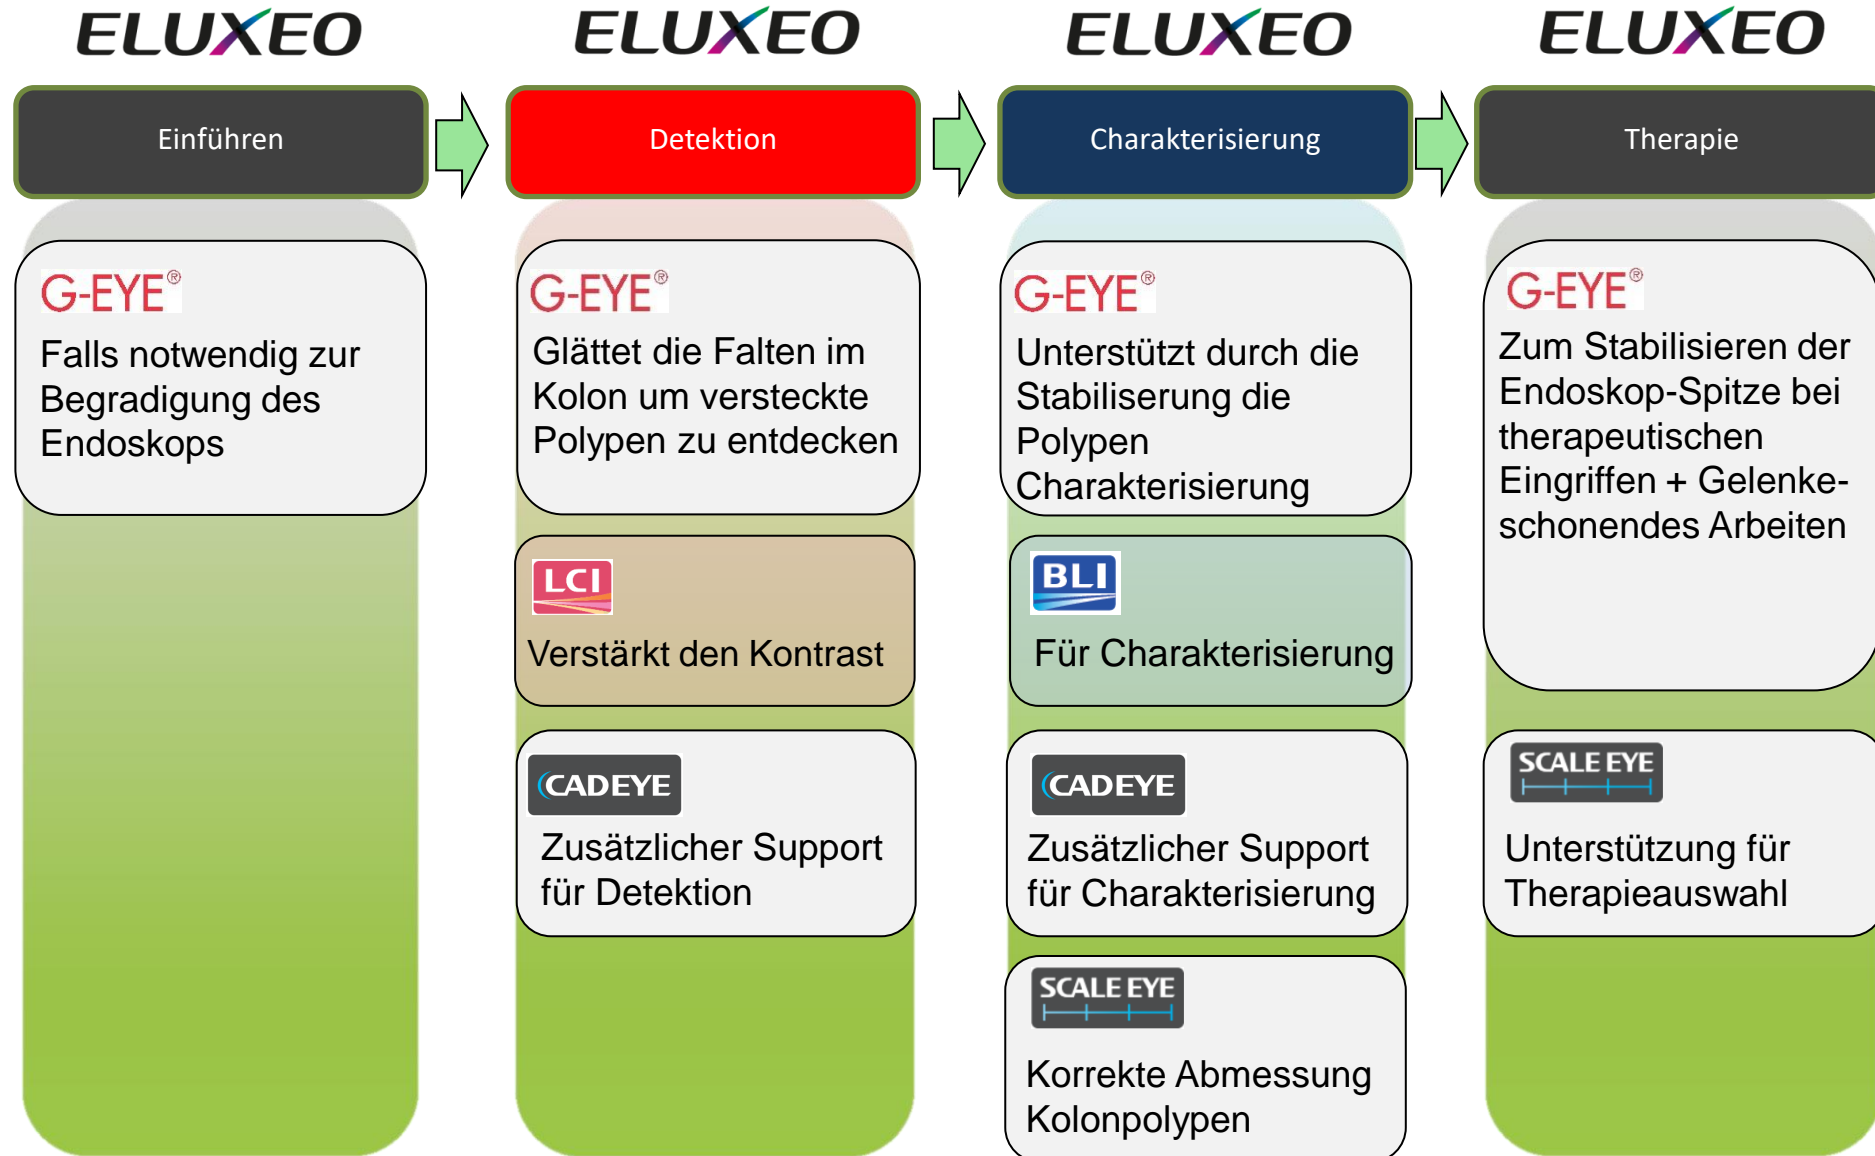 ELUXEO
ELUXEO
ELUXEO
ELUXEO
Einführen
Detektion
Charakterisierung
Therapie
G-EYE®
Falls notwendig zur
Begradigung des
Endoskops
G-EYE®
Glättet die Falten im
Kolon um versteckte
Polypen zu entdecken
LCI
Verstärkt den Kontrast
CADEYE
Zusätzlicher Support
für Detektion
G-EYE®
Unterstützt durch die
Stabiliserung die
Polypen
Charakterisierung
BLI
Für Charakterisierung
CADEYE
Zusätzlicher Support
für Charakterisierung
SCALE EYE
Korrekte Abmessung
Kolonpolypen
G-EYE®
Zum Stabilisieren der
Endoskop-Spitze bei
therapeutischen
Eingriffen + Gelenke-
schonendes Arbeiten
SCALE EYE
Unterstützung für
Therapieauswahl